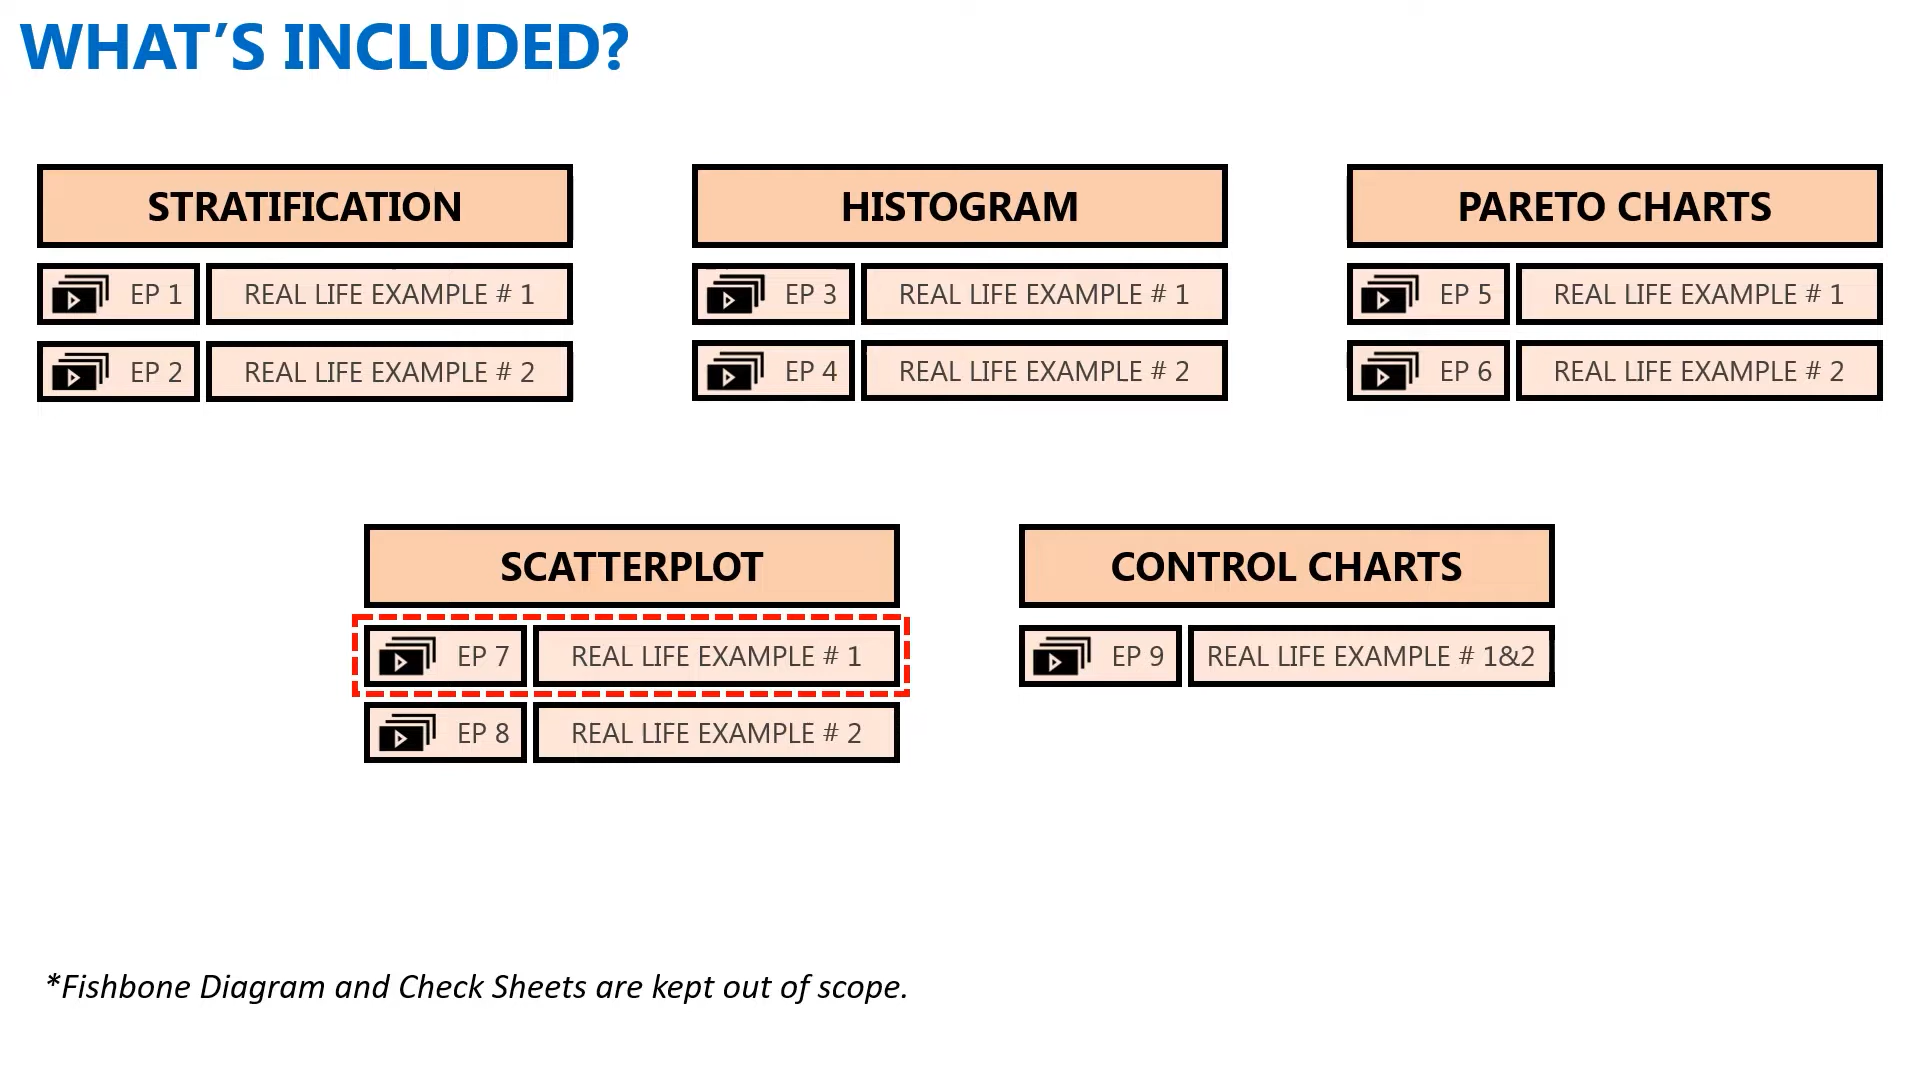 WHAT'S INCLUDED?
STRATIFICATION
EP 1 REAL LIFE EXAMPLE # 1
EP 2 REAL LIFE EXAMPLE # 2
HISTOGRAM
EP 3 REAL LIFE EXAMPLE # 1
EP 4 REAL LIFE EXAMPLE # 2
PARETO CHARTS
EP 5 REAL LIFE EXAMPLE # 1
EP 6 REAL LIFE EXAMPLE # 2
SCATTERPLOT
EP 7 REAL LIFE EXAMPLE # 1
EP 8 REAL LIFE EXAMPLE # 2
CONTROL CHARTS
EP 9 REAL LIFE EXAMPLE # 1&2
*Fishbone Diagram and Check Sheets are kept out of scope.